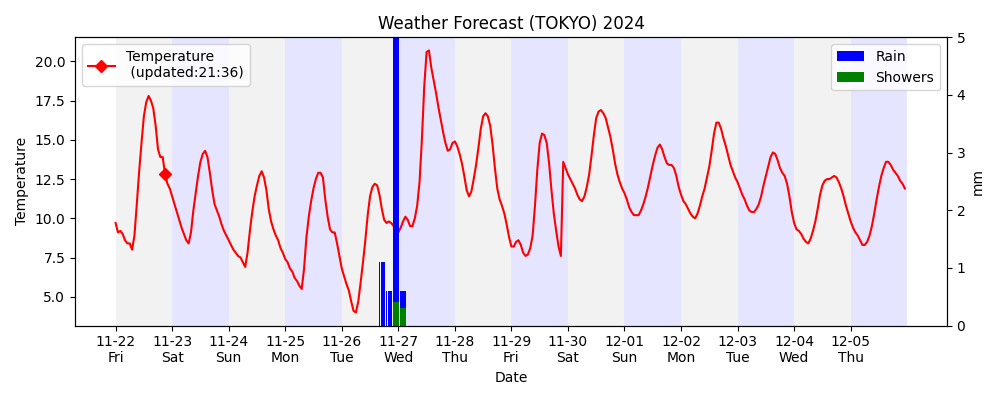 Weather Forecast (TOKYO) 2024
Temperature
(updated:21:36)
Rain
Showers
Temperature
20.0
17.5
15.0
12.5
10.0
7.5
5.0
5
4
3
2
1
0
mm
11-22 11-23 11-24 11-25 11-26 11-27 11-28 11-29 11-30 12-01 12-02 12-03 12-04 12-05
Fri Sat Sun Mon Tue Wed Thu Fri Sat Sun Mon Tue Wed Thu
Date